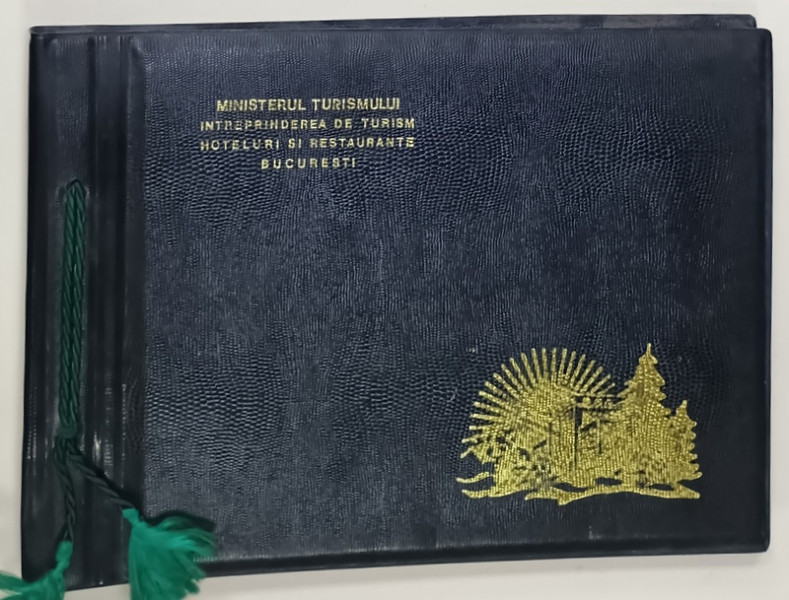 MINISTERUL TURISMULUI
INTREPRINDEREA DE TURISM
HOTELURI SI RESTAURANTE
BUCURESTI